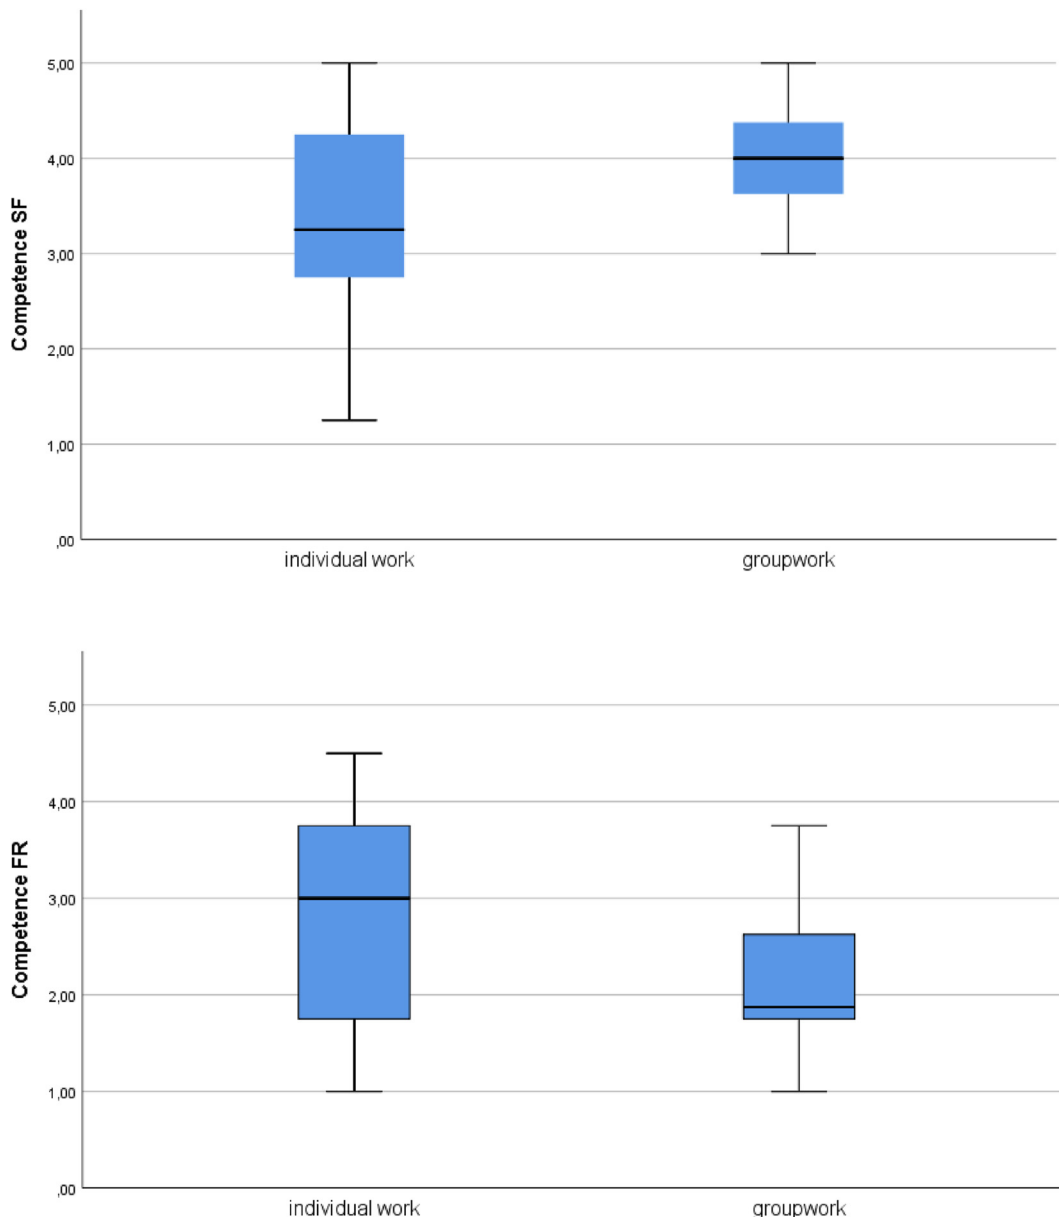 5,00
4,00
3,00
2,00
1,00
,00
Competence SF
individual work
groupwork
5,00
4,00
3,00
2,00
1,00
,00
Competence FR
individual work
groupwork